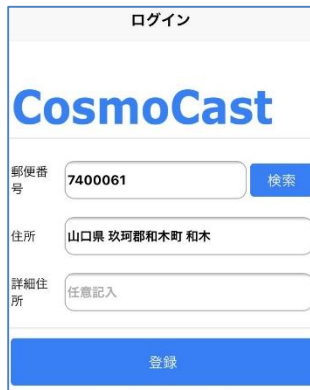 ログイン
CosmoCast
郵便番
号
7400061
検索
住所
山口県 玖珂郡和木町 和木
詳細住
所
任意記入
登録